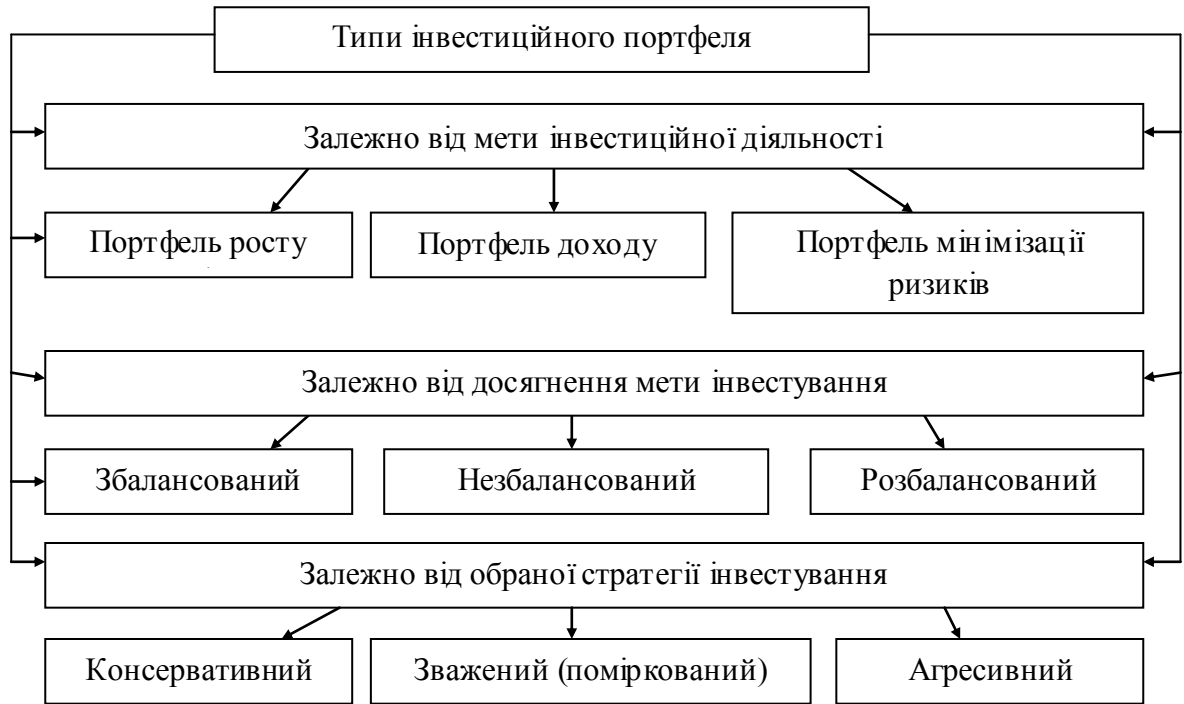 Типи інвестиційного портфеля
Залежно від мети інвестиційної діяльності
Портфель росту
Портфель доходу
Портфель мінімізації
ризиків
Залежно від досягнення мети інвестування
Збалансований
Незбалансований
Розбалансований
Залежно від обраної стратегії інвестування
Консервативний
Зважений (поміркований)
Агресивний